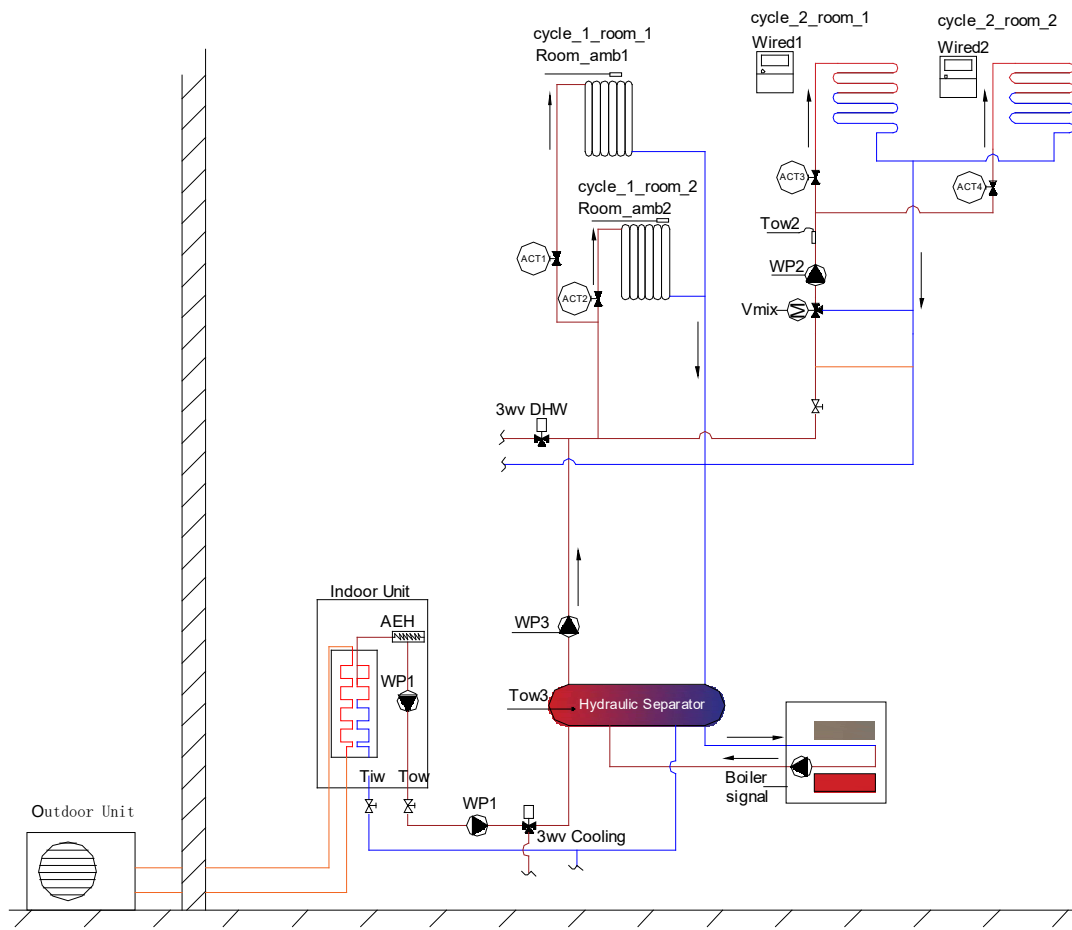 cycle_1_room_1
Room_amb1
cycle_2_room_1
Wired1
cycle_2_room_2
Wired2
cycle_1_room_2
Room_amb2
ACT3
ACT4
Tow2
ACT1
WP2
ACT2
Vmix
M
3wv DHW
Indoor Unit
AEH
WP3
WP1
Tow3
Hydraulic Separator
Tiw
Tow
Boiler
signal
WP1
3wv Cooling
Outdoor Unit